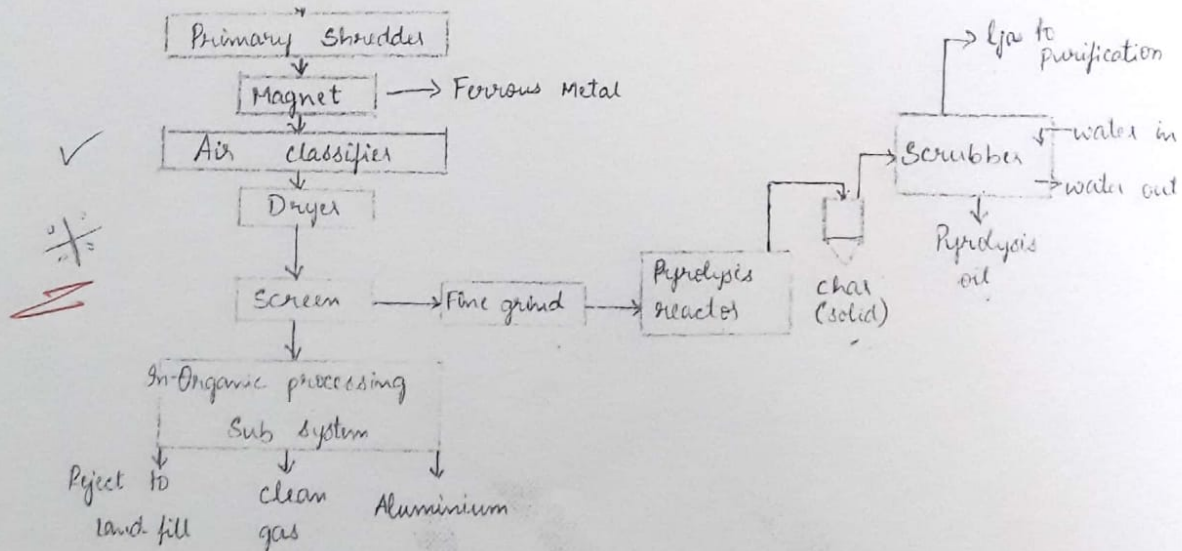 Primary Shredder
Magnet
Ferrous Metal
Air classifier
Dryer
Screen
Fine grind
Pyrolysis
reactor
char
(solid)
Scrubber
to
purification
water in
water out
Pyrolysis
oil
In-Organic processing
Sub system
Reject to
Land fill
clean
gas
Aluminium